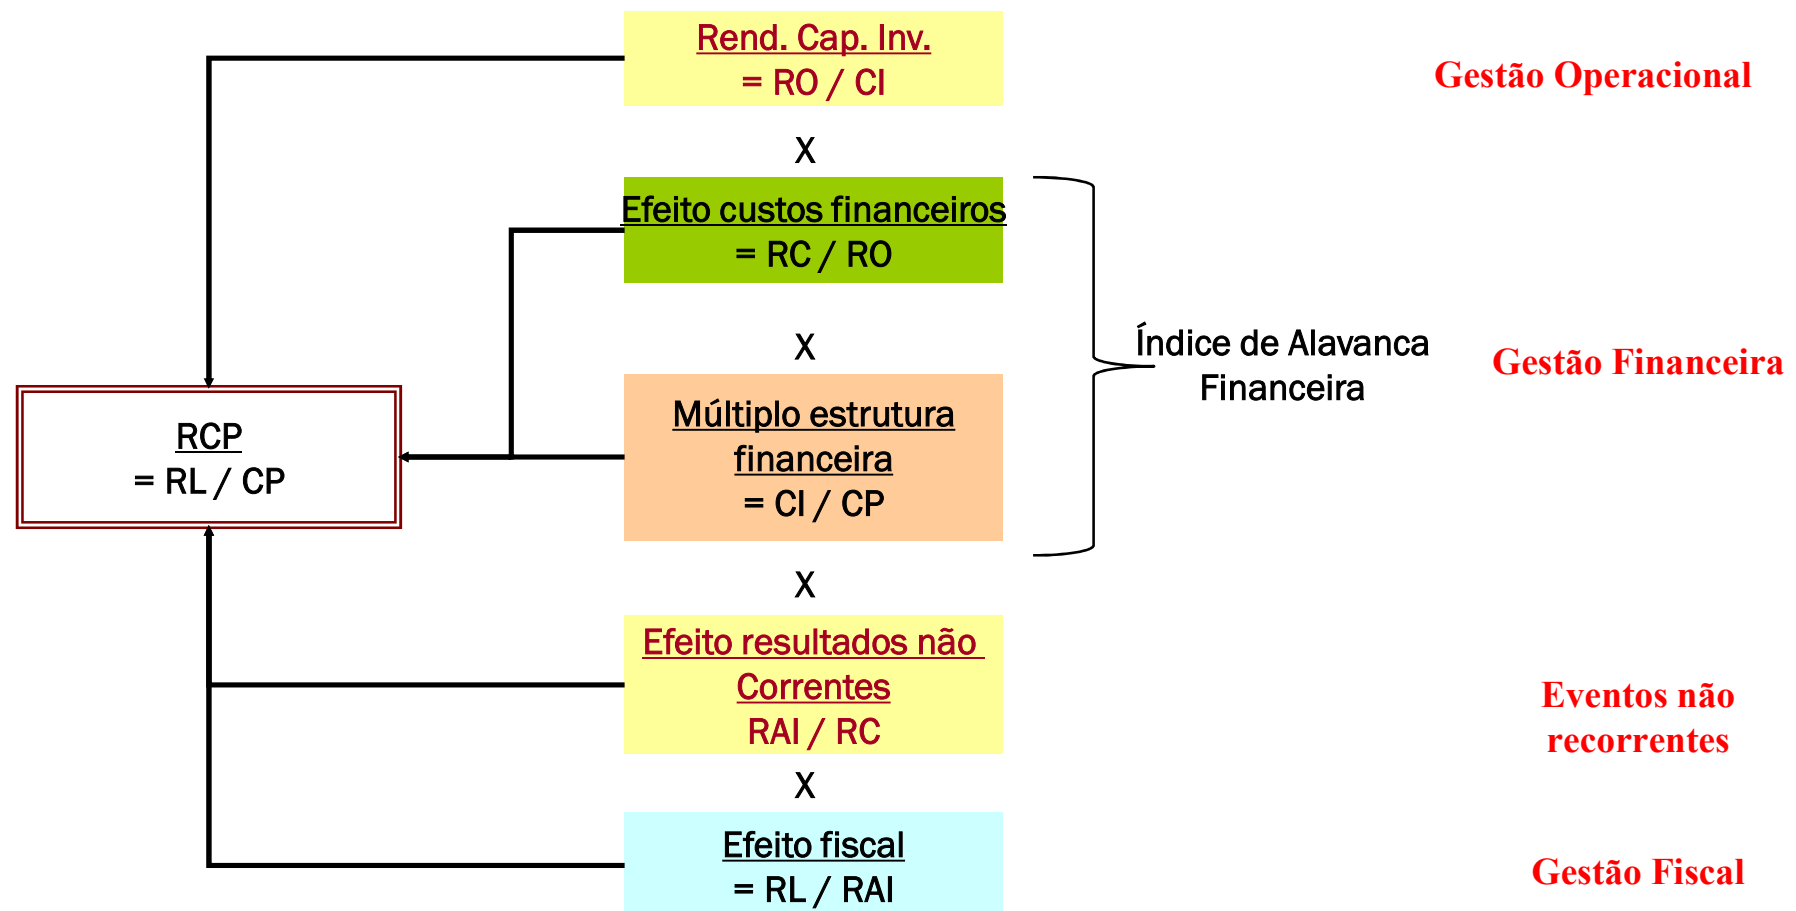 Rend. Cap. Inv.
= RO / CI
Gestão Operacional
X
Efeito custos financeiros
= RC / RO
X
Índice de Alavanca
Financeira
Gestão Financeira
Múltiplo estrutura
financeira
= CI / CP
RCP
= RL / CP
X
Efeito resultados não
Correntes
RAI / RC
Eventos não
recorrentes
X
Efeito fiscal
= RL / RAI
Gestão Fiscal